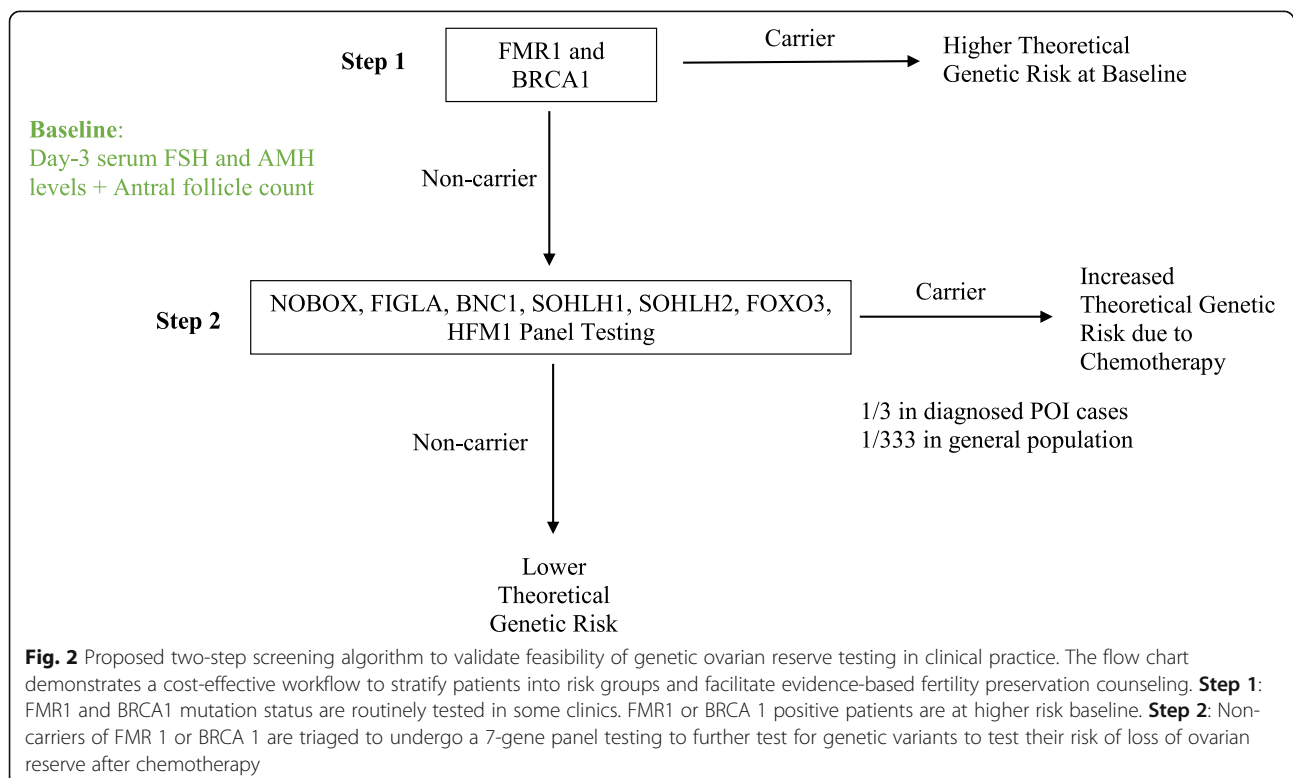 Step 1
FMR1 and
BRCA1
Carrier
Higher Theoretical
Genetic Risk at Baseline
Baseline:
Day-3 serum FSH and AMH
levels + Antral follicle count
Non-carrier
Step 2
NOBOX, FIGLA, BNC1, SOHLH1, SOHLH2, FOXO3,
HFM1 Panel Testing
Carrier
Increased
Theoretical Genetic
Risk due to
Chemotherapy
1/3 in diagnosed POI cases
1/333 in general population
Non-carrier
Lower
Theoretical
Genetic Risk
Fig. 2 Proposed two-step screening algorithm to validate feasibility of genetic ovarian reserve testing in clinical practice. The flow chart
demonstrates a cost-effective workflow to stratify patients into risk groups and facilitate evidence-based fertility preservation counseling. Step 1:
FMR1 and BRCA1 mutation status are routinely tested in some clinics. FMR1 or BRCA 1 positive patients are at higher risk baseline. Step 2: Non-
carriers of FMR 1 or BRCA 1 are triaged to undergo a 7-gene panel testing to further test for genetic variants to test their risk of loss of ovarian
reserve after chemotherapy